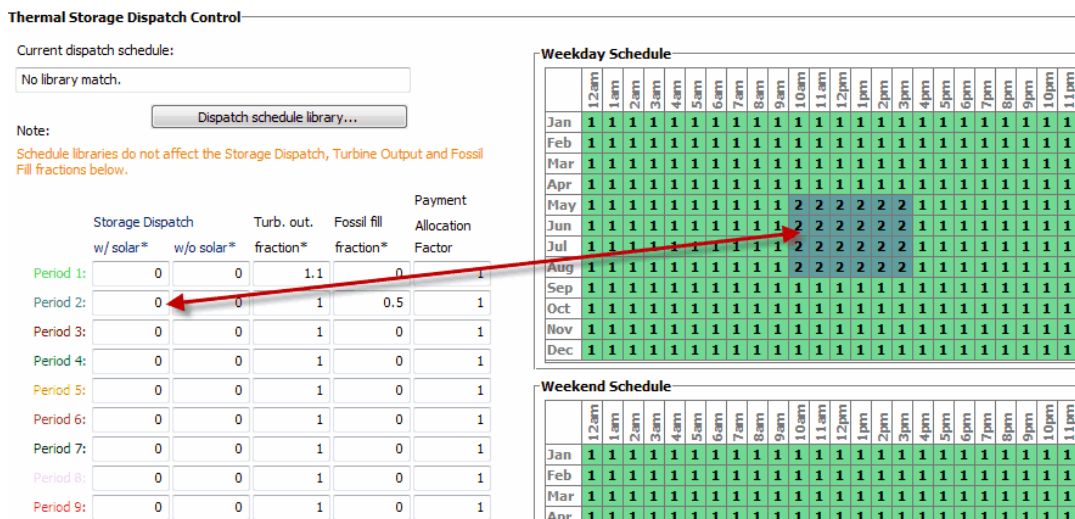 Thermal Storage Dispatch Control
Current dispatch schedule:
No library match.
Dispatch schedule library...
Note:
Schedule libraries do not affect the Storage Dispatch, Turbine Output and Fossil
Fill fractions below.
Storage Dispatch Turb. out. Fossil fill Payment Allocation
w/ solar* w/o solar* fraction* fraction* Factor
Period 1: 0 0 1.1 0 1
Period 2: 0 0 1 0.5 1
Period 3: 0 0 1 0 1
Period 4: 0 0 1 0 1
Period 5: 0 0 1 0 1
Period 6: 0 0 1 0 1
Period 7: 0 0 1 0 1
Period 8: 0 0 1 0 1
Period 9: 0 0 1 0 1
Weekday Schedule
12am 1am 2am 3am 4am 5am 6am 7am 8am 9am 10am 11am 12pm 1pm 2pm 3pm 4pm 5pm 6pm 7pm 8pm 9pm 10pm 11pm
Jan 1 1 1 1 1 1 1 1 1 1 1 1 1 1 1 1 1 1 1 1 1 1 1 1
Feb 1 1 1 1 1 1 1 1 1 1 1 1 1 1 1 1 1 1 1 1 1 1 1 1
Mar 1 1 1 1 1 1 1 1 1 1 1 1 1 1 1 1 1 1 1 1 1 1 1 1
Apr 1 1 1 1 1 1 1 1 1 1 1 1 1 1 1 1 1 1 1 1 1 1 1 1
May 1 1 1 1 1 1 1 1 1 1 2 2 2 2 2 2 1 1 1 1 1 1 1 1
Jun 1 1 1 1 1 1 1 1 1 1 2 2 2 2 2 2 1 1 1 1 1 1 1 1
Jul 1 1 1 1 1 1 1 1 1 1 2 2 2 2 2 2 1 1 1 1 1 1 1 1
Aug 1 1 1 1 1 1 1 1 1 1 2 2 2 2 2 2 1 1 1 1 1 1 1 1
Sep 1 1 1 1 1 1 1 1 1 1 1 1 1 1 1 1 1 1 1 1 1 1 1 1
Oct 1 1 1 1 1 1 1 1 1 1 1 1 1 1 1 1 1 1 1 1 1 1 1 1
Nov 1 1 1 1 1 1 1 1 1 1 1 1 1 1 1 1 1 1 1 1 1 1 1 1
Dec 1 1 1 1 1 1 1 1 1 1 1 1 1 1 1 1 1 1 1 1 1 1 1 1
Weekend Schedule
12am 1am 2am 3am 4am 5am 6am 7am 8am 9am 10am 11am 12pm 1pm 2pm 3pm 4pm 5pm 6pm 7pm 8pm 9pm 10pm 11pm
Jan 1 1 1 1 1 1 1 1 1 1 1 1 1 1 1 1 1 1 1 1 1 1 1 1
Feb 1 1 1 1 1 1 1 1 1 1 1 1 1 1 1 1 1 1 1 1 1 1 1 1
Mar 1 1 1 1 1 1 1 1 1 1 1 1 1 1 1 1 1 1 1 1 1 1 1 1
Apr 1 1 1 1 1 1 1 1 1 1 1 1 1 1 1 1 1 1 1 1 1 1 1 1